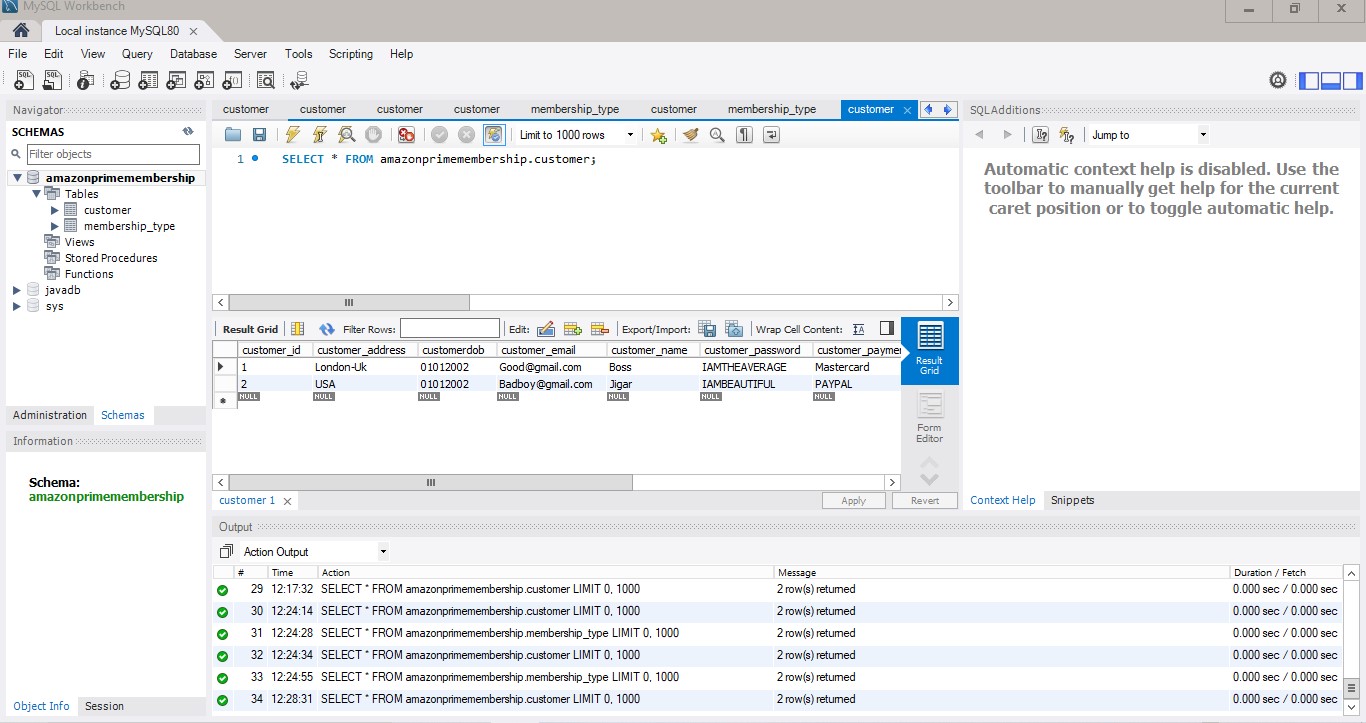 MySQL Workbench
Local instance MySQL80
File Edit View Query Database Server Tools Scripting Help
Navigator
SCHEMAS
Filter objects
amazonprimemembership
Tables
customer
membership_type
Views
Stored Procedures
Functions
javadb
sys
Administration Schemas
Information
Schema:
amazonprimemembership
Object Info Session
customer customer customer customer membership_type customer membership_type customer
Limit to 1000 rows
1 SELECT * FROM amazonprimemembership.customer;
Result Grid Filter Rows: Edit: Export/Import: Wrap Cell Content:
customer_id customer_address customerdob customer_email customer_name customer_password customer_paymer
1 London-Uk 01012002 Good@gmail.com Boss IAMTHEAVERAGE Mastercard
2 USA 01012002 Badboy@gmail.com Jigar IAMBEAUTIFUL PAYPAL
NULL NULL NULL NULL NULL NULL NULL
Result
Grid
Form
Editor
customer 1
Apply Revert
SQLAdditions
Jump to
Automatic context help is disabled. Use the
toolbar to manually get help for the current
caret position or to toggle automatic help.
Context Help Snippets
Output
Action Output
# Time Action Message Duration / Fetch
29 12:17:32 SELECT * FROM amazonprimemembership.customer LIMIT 0, 1000 2 row(s) returned 0.000 sec / 0.000 sec
30 12:24:14 SELECT * FROM amazonprimemembership.customer LIMIT 0, 1000 2 row(s) returned 0.000 sec / 0.000 sec
31 12:24:28 SELECT * FROM amazonprimemembership.membership_type LIMIT 0, 1000 2 row(s) returned 0.000 sec / 0.000 sec
32 12:24:34 SELECT * FROM amazonprimemembership.customer LIMIT 0, 1000 2 row(s) returned 0.000 sec / 0.000 sec
33 12:24:55 SELECT * FROM amazonprimemembership.membership_type LIMIT 0, 1000 2 row(s) returned 0.000 sec / 0.000 sec
34 12:28:31 SELECT * FROM amazonprimemembership.customer LIMIT 0, 1000 2 row(s) returned 0.000 sec / 0.000 sec